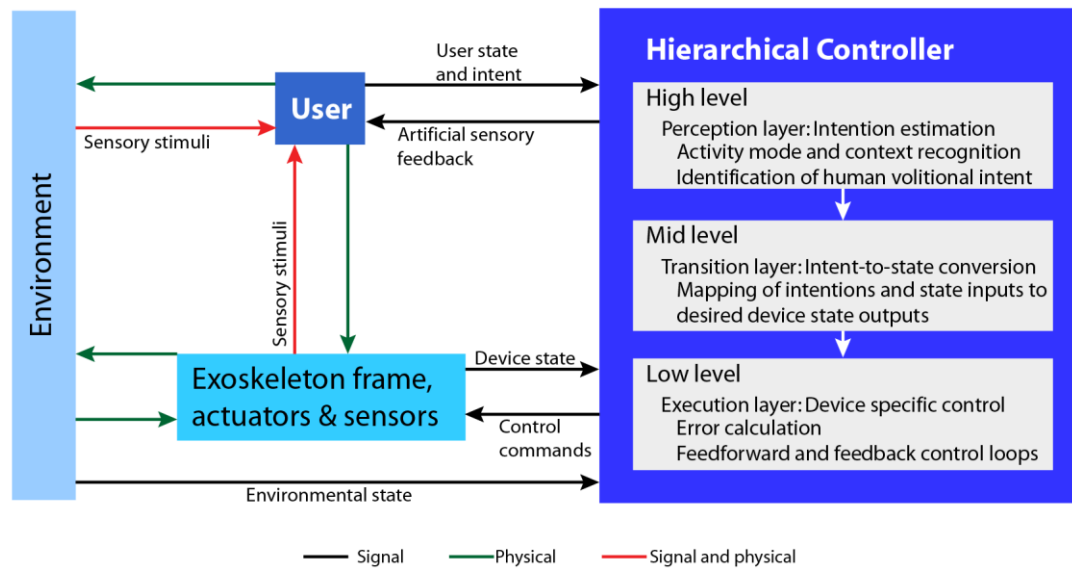 Environment
User state
and intent
User
Sensory stimuli
Artificial sensory
feedback
Sensory stimuli
Exoskeleton frame,
actuators & sensors
Device state
Control
commands
Environmental state
Hierarchical Controller
High level
Perception layer: Intention estimation
Activity mode and context recognition
Identification of human volitional intent
Mid level
Transition layer: Intent-to-state conversion
Mapping of intentions and state inputs to
desired device state outputs
Low level
Execution layer: Device specific control
Error calculation
Feedforward and feedback control loops
Signal
Physical
Signal and physical